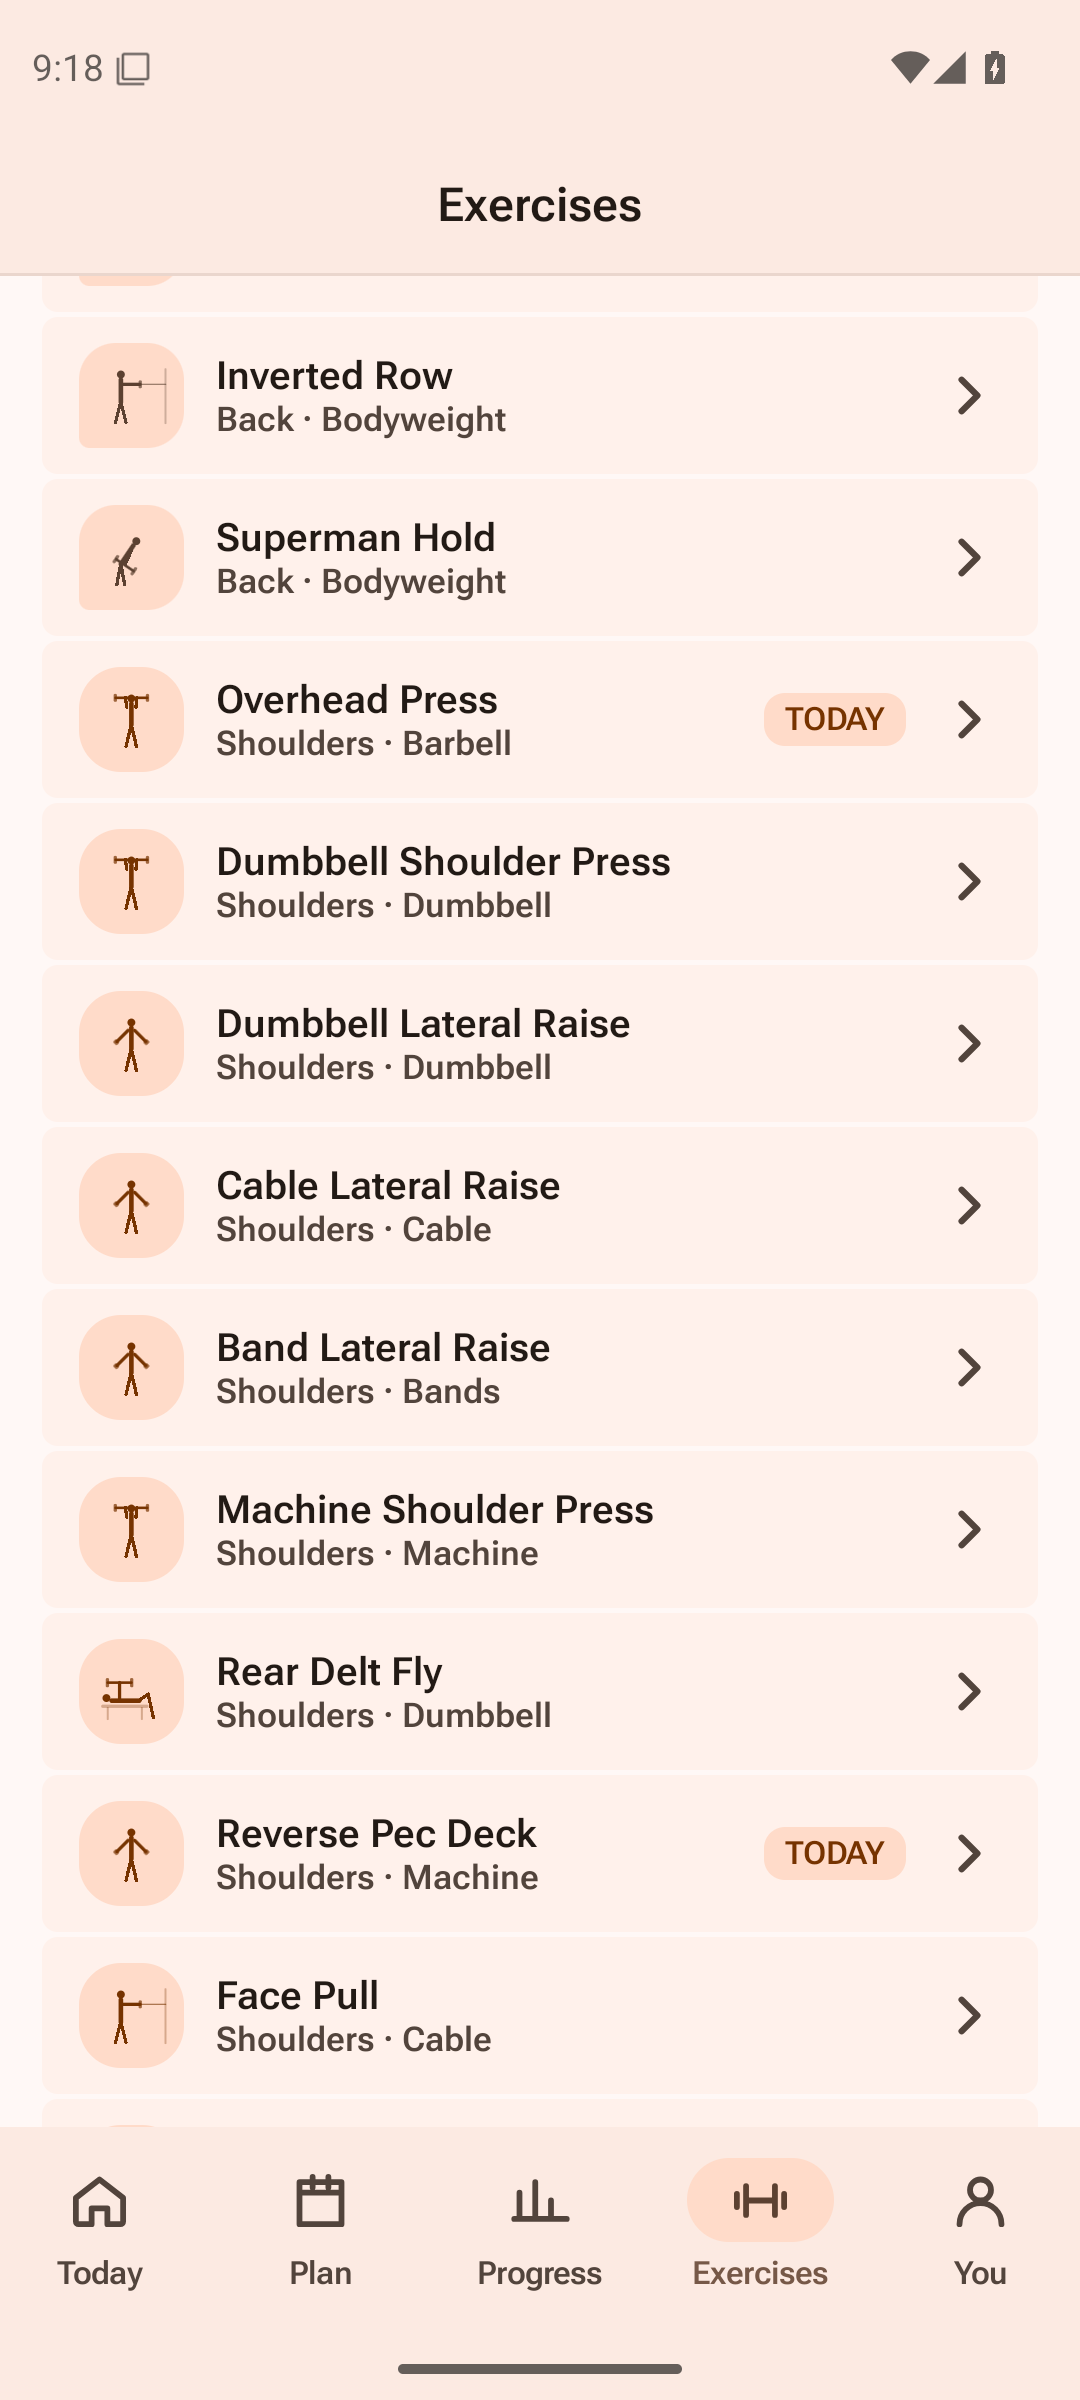 9:18
Exercises
Inverted Row
Back · Bodyweight
Superman Hold
Back · Bodyweight
Overhead Press
Shoulders · Barbell
TODAY
Dumbbell Shoulder Press
Shoulders · Dumbbell
Dumbbell Lateral Raise
Shoulders · Dumbbell
Cable Lateral Raise
Shoulders · Cable
Band Lateral Raise
Shoulders · Bands
Machine Shoulder Press
Shoulders · Machine
Rear Delt Fly
Shoulders · Dumbbell
Reverse Pec Deck
Shoulders · Machine
TODAY
Face Pull
Shoulders · Cable
Today
Plan
Progress
Exercises
You